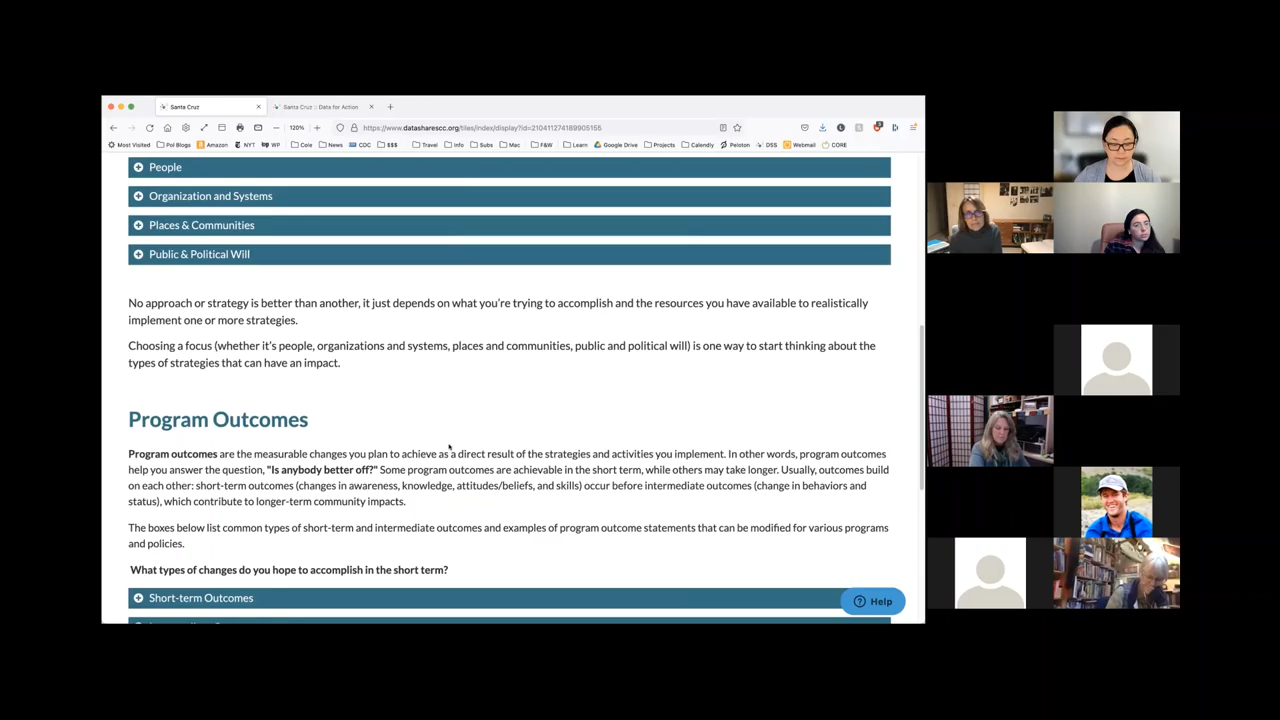 Santa Cruz
Santa Cruz :: Data for Action
120%
https://www.datasharescc.org/tiles/index/display?id=210411274189905155
Most Visited Pol Blogs Amazon NYT WP Cele News COC $$$ Travel Info Subs Mac F&W Learn Google Drive Projects Calendly Peloton DSS Webmail CORE
People
Organization and Systems
Places & Communities
Public & Political Will
No approach or strategy is better than another, it just depends on what you're trying to accomplish and the resources you have available to realistically
implement one or more strategies.
Choosing a focus (whether it's people, organizations and systems, places and communities, public and political will) is one way to start thinking about the
types of strategies that can have an impact.
Program Outcomes
Program outcomes are the measurable changes you plan to achieve as a direct result of the strategies and activities you implement. In other words, program outcomes
help you answer the question, "Is anybody better off?" Some program outcomes are achievable in the short term, while others may take longer. Usually, outcomes build
on each other: short-term outcomes (changes in awareness, knowledge, attitudes/beliefs, and skills) occur before intermediate outcomes (change in behaviors and
status), which contribute to longer-term community impacts.
The boxes below list common types of short-term and intermediate outcomes and examples of program outcome statements that can be modified for various programs
and policies.
What types of changes do you hope to accomplish in the short term?
Short-term Outcomes
Help